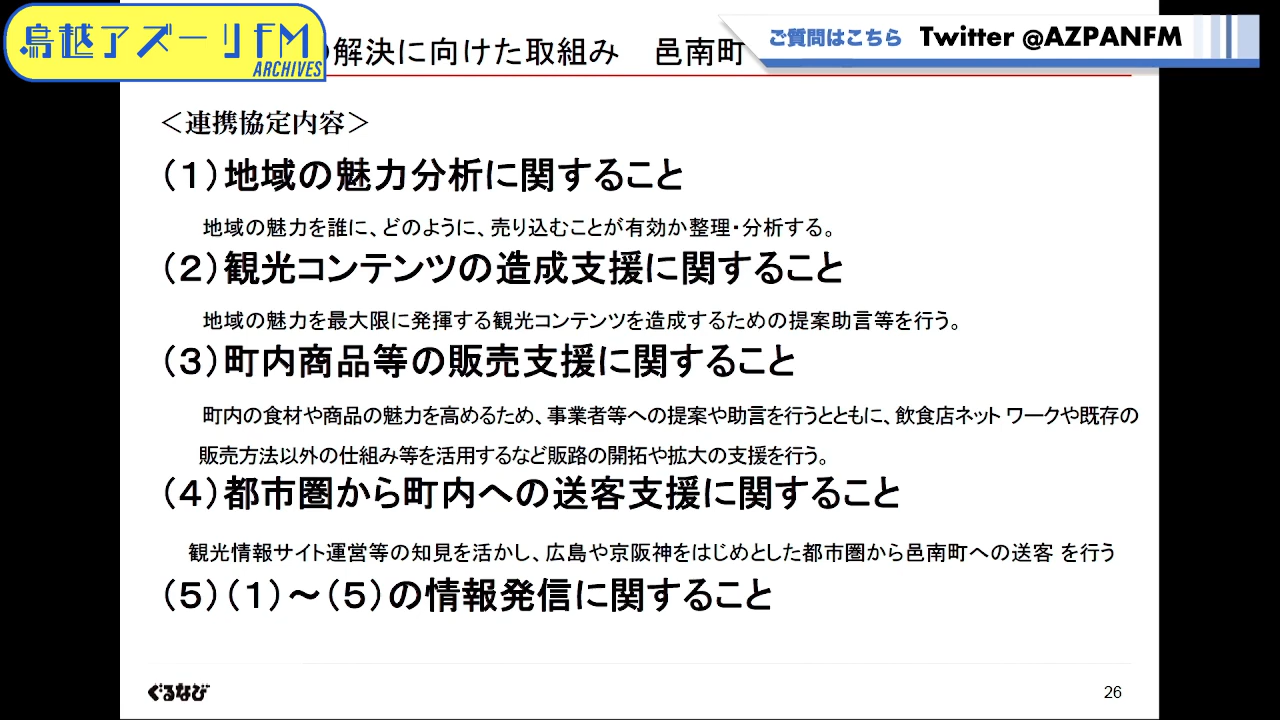 鳥越アズーリFM
ARCHIVES
の解決に向けた取組み 邑南町
ご質問はこちら Twitter @AZPANFM
＜連携協定内容＞
（１）地域の魅力分析に関すること
地域の魅力を誰に、どのように、売り込むことが有効か整理・分析する。
（２）観光コンテンツの造成支援に関すること
地域の魅力を最大限に発揮する観光コンテンツを造成するための提案助言等を行う。
（３）町内商品等の販売支援に関すること
町内の食材や商品の魅力を高めるため、事業者等への提案や助言を行うとともに、飲食店ネット ワークや既存の
販売方法以外の仕組み等を活用するなど販路の開拓や拡大の支援を行う。
（４）都市圏から町内への送客支援に関すること
観光情報サイト運営等の知見を活かし、広島や京阪神をはじめとした都市圏から邑南町への送客 を行う
（５）（１）～（５）の情報発信に関すること
ぐるなび
26